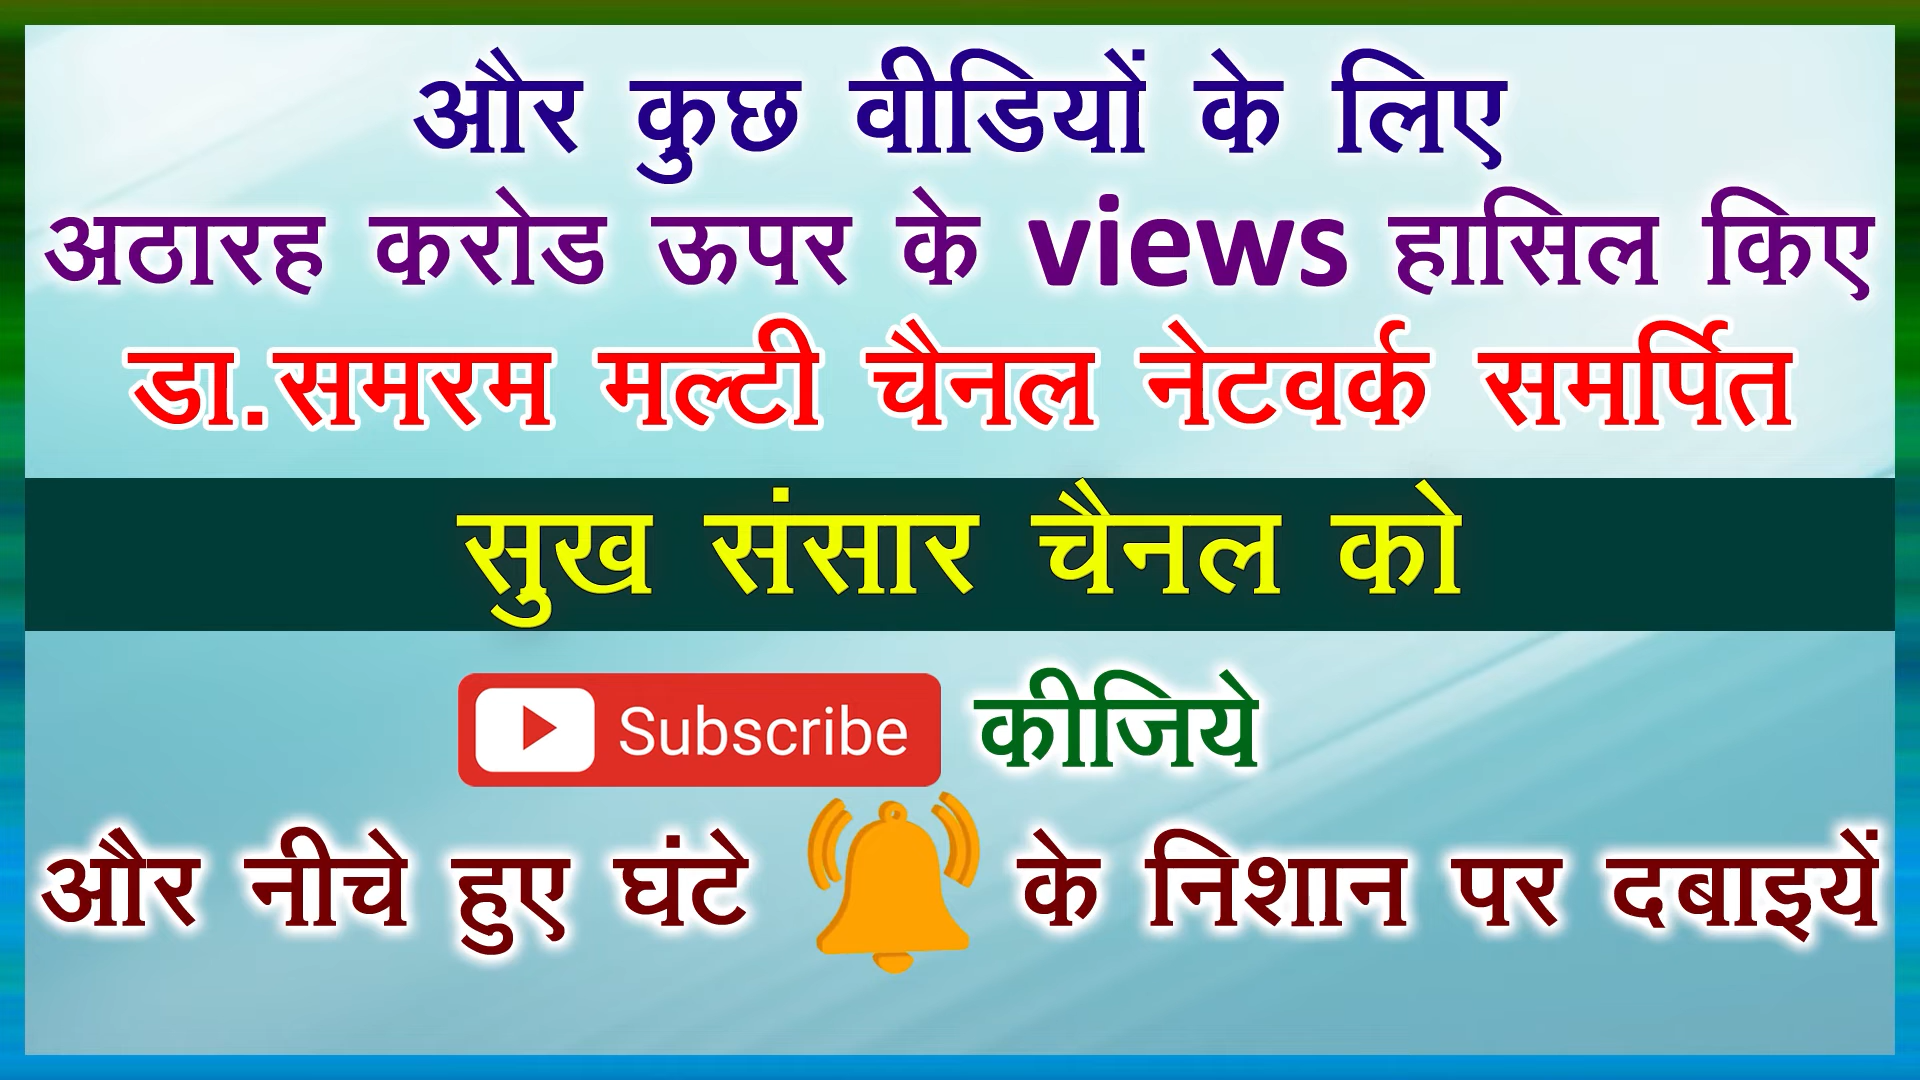 और कुछ वीडियों के लिए
अठारह करोड ऊपर के views हासिल किए
डा.समरम मल्टी चैनल नेटवर्क समर्पित
सुख संसार चैनल को
Subscribe कीजिये
और नीचे हुए घंटे के निशान पर दबाइयें